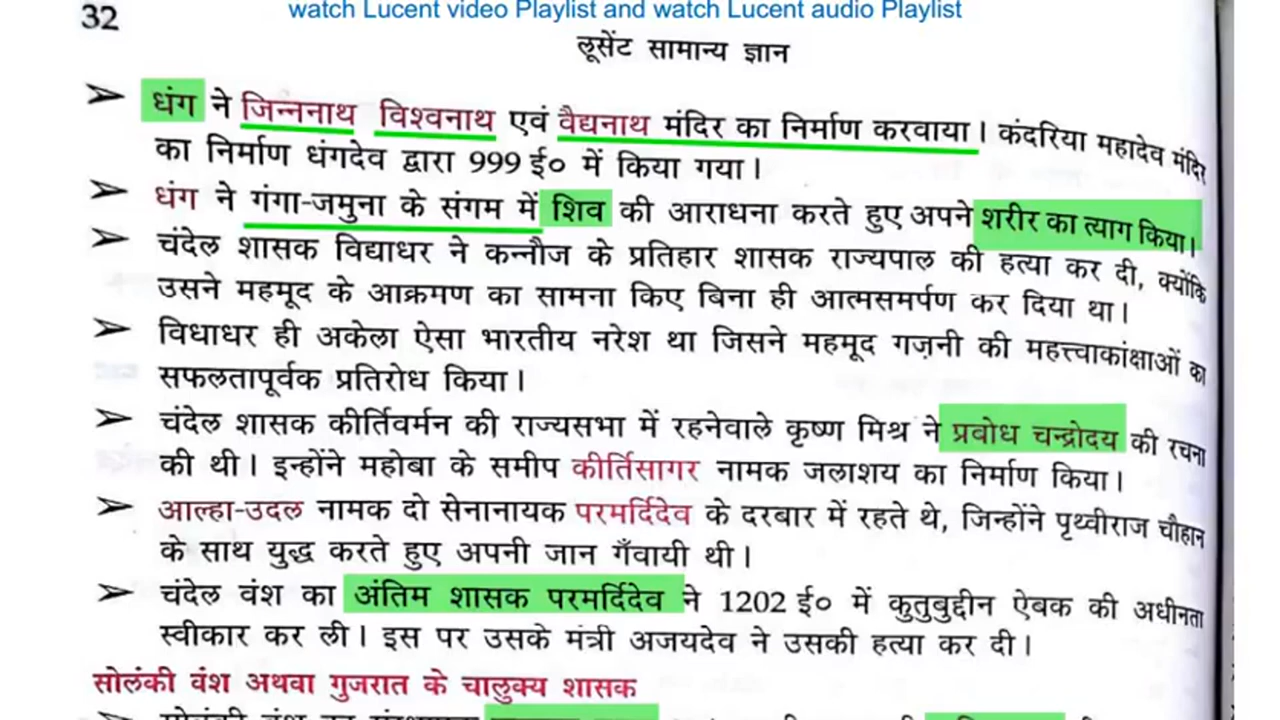 watch Lucent video Playlist and watch Lucent audio Playlist
32
लूसेंट सामान्य ज्ञान
➢ धंग ने जिन्ननाथ विश्वनाथ एवं वैद्यनाथ मंदिर का निर्माण करवाया। कंदरिया महादेव मंदिर
का निर्माण धंगदेव द्वारा 999 ई० में किया गया।
➢ धंग ने गंगा-जमुना के संगम में शिव की आराधना करते हुए अपने शरीर का त्याग किया।
➢ चंदेल शासक विद्याधर ने कन्नौज के प्रतिहार शासक राज्यपाल की हत्या कर दी, क्योंकि
उसने महमूद के आक्रमण का सामना किए बिना ही आत्मसमर्पण कर दिया था।
➢ विधाधर ही अकेला ऐसा भारतीय नरेश था जिसने महमूद गज़नी की महत्त्वाकांक्षाओं का
सफलतापूर्वक प्रतिरोध किया।
➢ चंदेल शासक कीर्तिवर्मन की राज्यसभा में रहनेवाले कृष्ण मिश्र ने प्रबोध चन्द्रोदय की रचना
की थी। इन्होंने महोबा के समीप कीर्तिसागर नामक जलाशय का निर्माण किया।
➢ आल्हा-उदल नामक दो सेनानायक परमर्दिदेव के दरबार में रहते थे, जिन्होंने पृथ्वीराज चौहान
के साथ युद्ध करते हुए अपनी जान गँवायी थी।
➢ चंदेल वंश का अंतिम शासक परमर्दिदेव ने 1202 ई० में कुतुबुद्दीन ऐबक की अधीनता
स्वीकार कर ली। इस पर उसके मंत्री अजयदेव ने उसकी हत्या कर दी।
सोलंकी वंश अथवा गुजरात के चालुक्य शासक